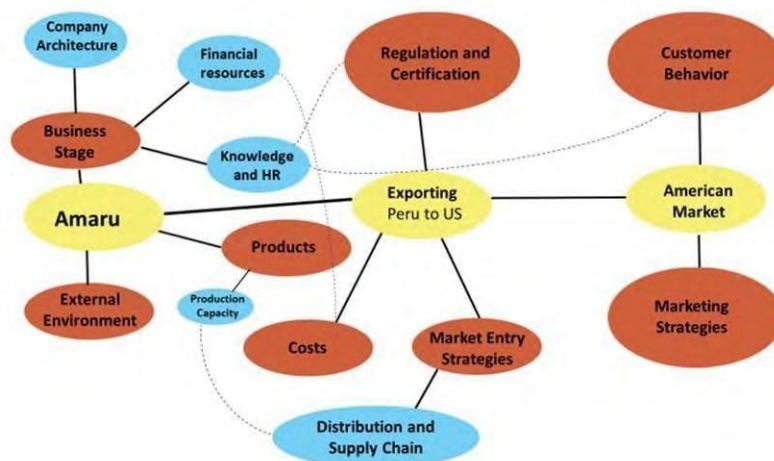 Company
Architecture
Financial
resources
Regulation and
Certification
Customer
Behavior
Business
Stage
Knowledge
and HR
Exporting
Peru to US
American
Market
Amaru
Products
External
Environment
Production
Capacity
Costs
Market Entry
Strategies
Marketing
Strategies
Distribution and
Supply Chain